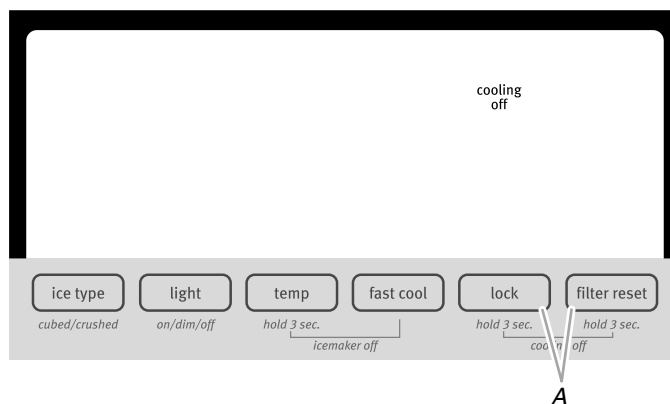 cooling
off
ice type light temp fast cool lock filter reset
cubed/crushed on/dim/off hold 3 sec. hold 3 sec. hold 3 sec.
icemaker off cooling off
A